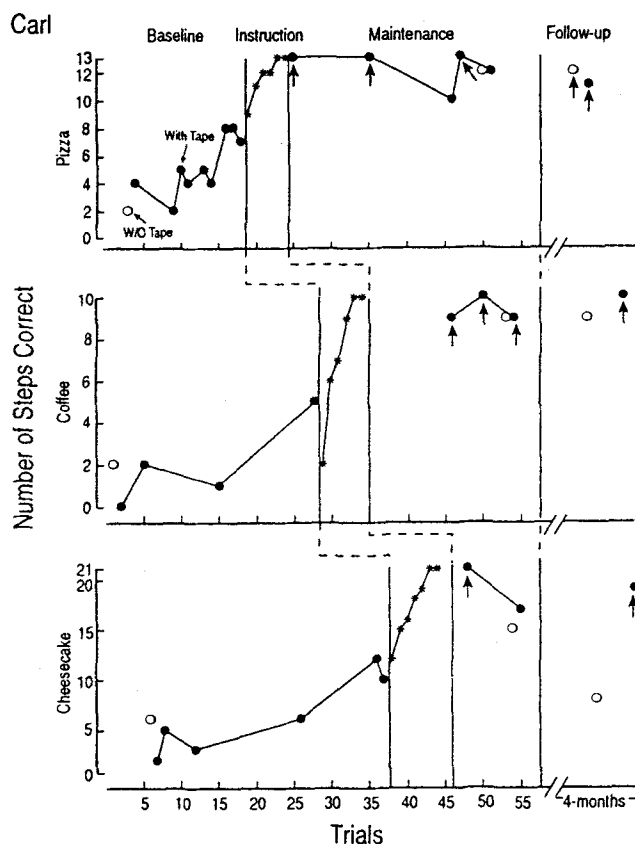 Carl
Baseline Instruction Maintenance Follow-up
13
12
10
8
6
4
2
0
Pizza
With Tape
W/O Tape
Number of Steps Correct
10
8
6
4
2
0
Coffee
21
20
15
10
5
0
Cheesecake
5 10 15 20 25 30 35 40 45 50 55 4-months
Trials